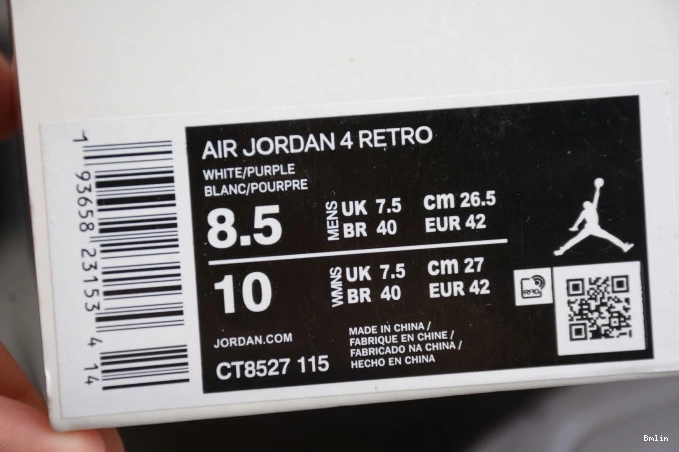 1 93658 23153 4 14
AIR JORDAN 4 RETRO
WHITE/PURPLE
BLANC/POURPRE
8.5
MENS
UK 7.5 cm 26.5
BR 40 EUR 42
10
WMNS
UK 7.5 cm 27
BR 40 EUR 42
JORDAN.COM
CT8527 115
MADE IN CHINA /
FABRIQUE EN CHINE /
FABRICADO NA CHINA /
HECHO EN CHINA
RFID
Bmlin